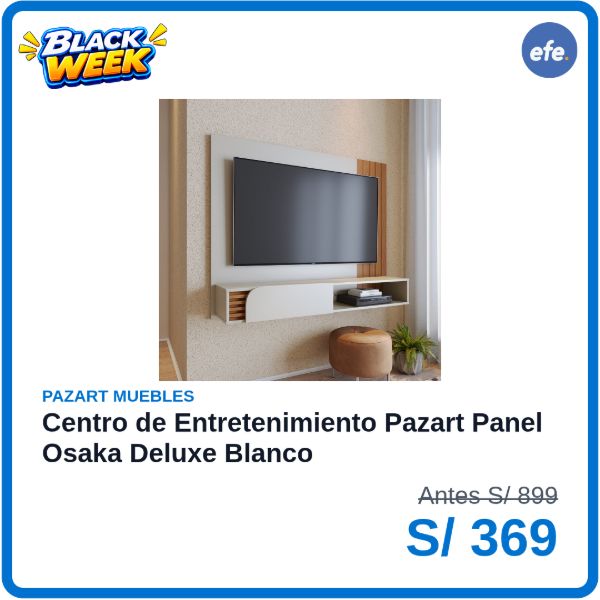 BLACK
WEEK
efe.
PAZART MUEBLES
Centro de Entretenimiento Pazart Panel
Osaka Deluxe Blanco
Antes S/ 899
S/ 369